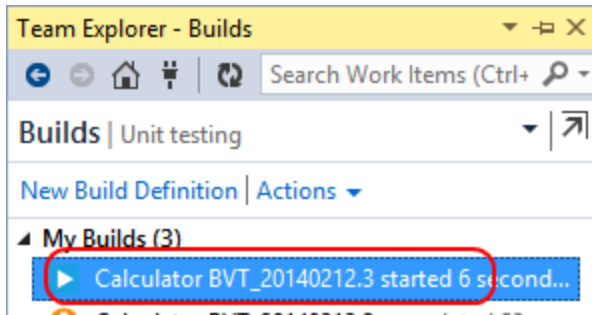 Team Explorer - Builds
Search Work Items (Ctrl+
Builds | Unit testing
New Build Definition | Actions
My Builds (3)
Calculator BVT_20140212.3 started 6 second...